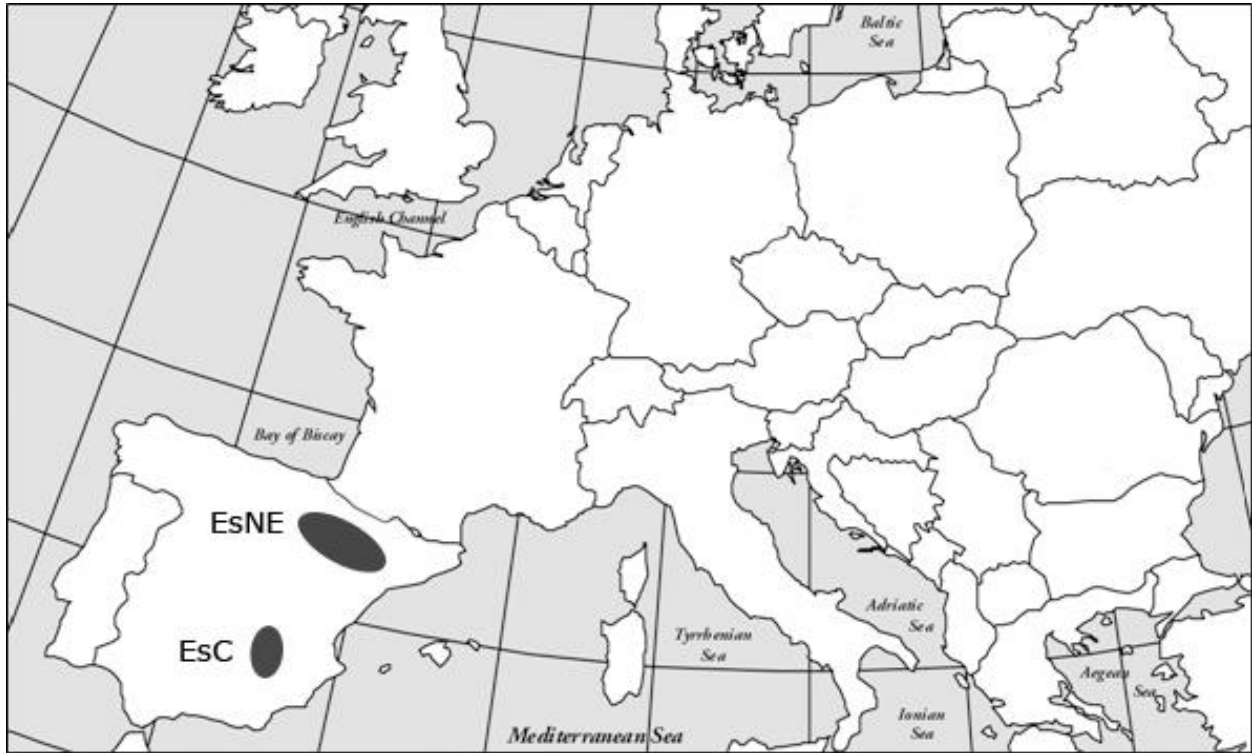 Baltic
Sea
English Channel
Bay of Biscay
EsNE
EsC
Adriatic
Sea
Tyrrhenian
Sea
Aegean
Sea
Ionian
Sea
Mediterranean Sea